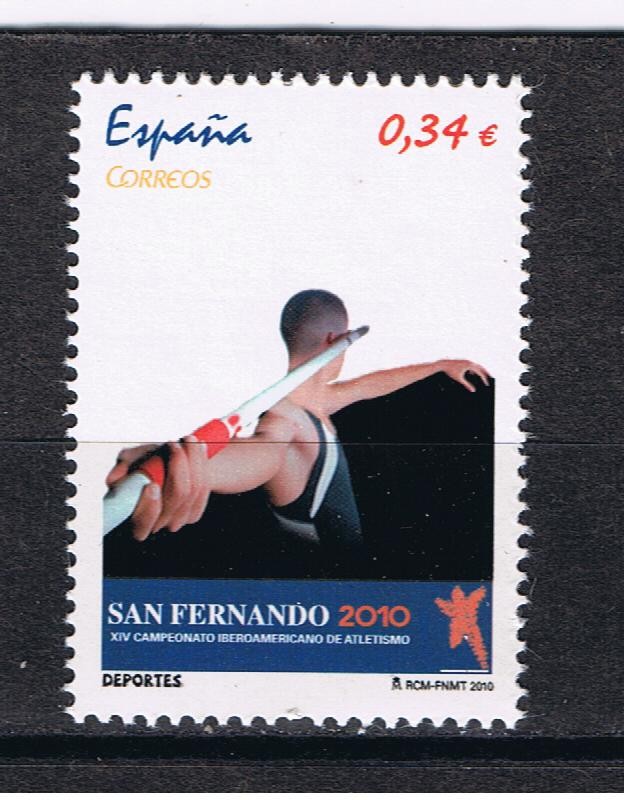 España
0,34 €
CORREOS
SAN FERNANDO 2010
XIV CAMPEONATO IBEROAMERICANO DE ATLETISMO
DEPORTES
RCM-FNMT 2010